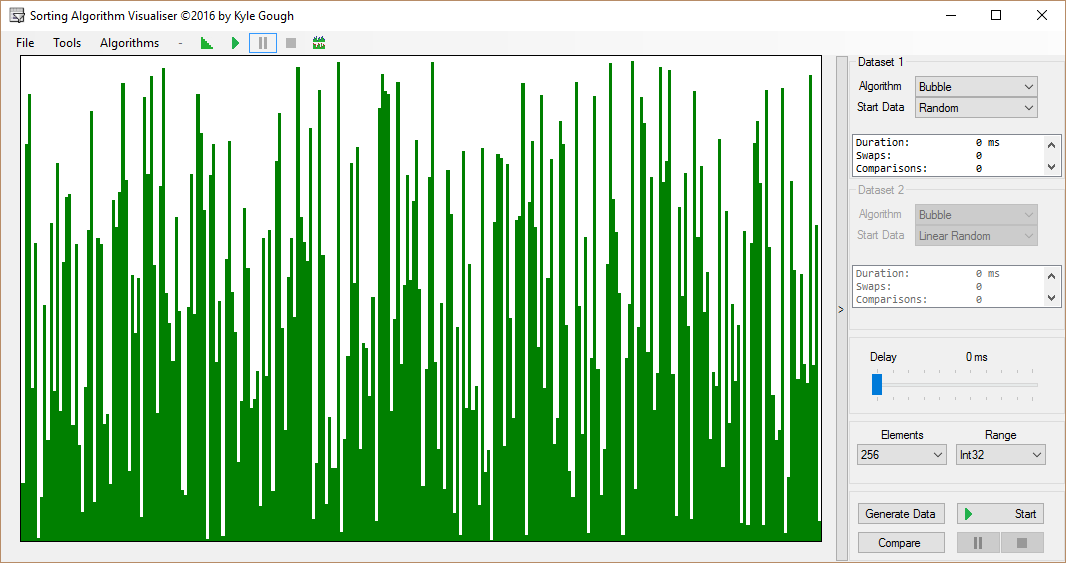 Sorting Algorithm Visualiser ©2016 by Kyle Gough
File Tools Algorithms -
Dataset 1
Algorithm Bubble
Start Data Random
Duration: 0 ms
Swaps: 0
Comparisons: 0
Dataset 2
Algorithm Bubble
Start Data Linear Random
Duration: 0 ms
Swaps: 0
Comparisons: 0
>
Delay 0 ms
Elements Range
256 Int32
Generate Data Start
Compare